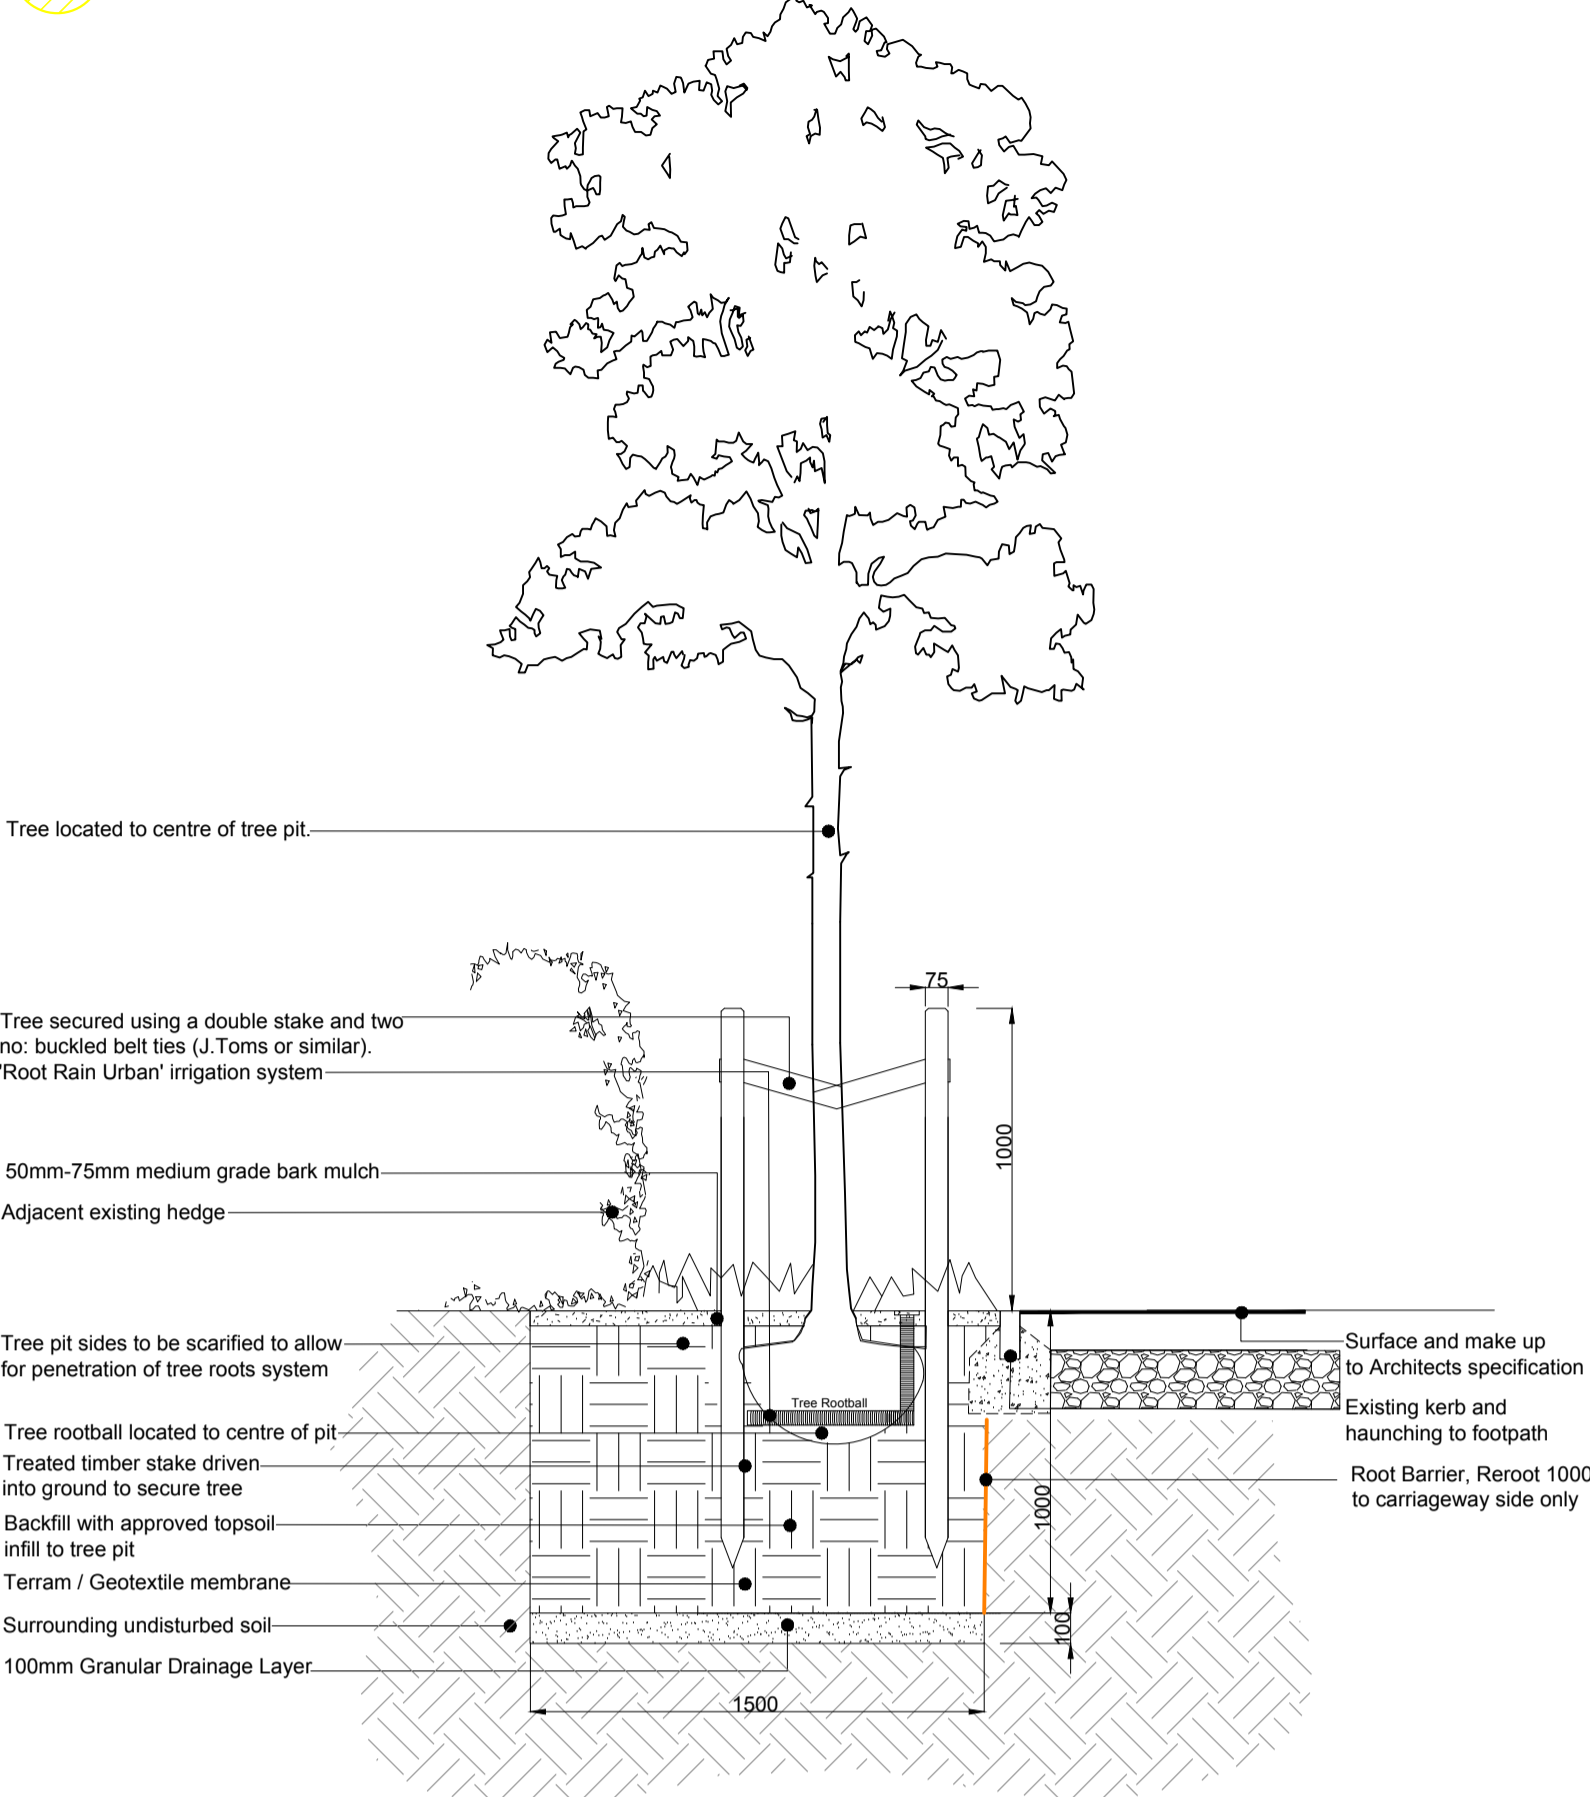 Tree located to centre of tree pit.
75
Tree secured using a double stake and two
no: buckled belt ties (J.Toms or similar).
'Root Rain Urban' irrigation system
1000
50mm-75mm medium grade bark mulch
Adjacent existing hedge
Tree pit sides to be scarified to allow
for penetration of tree roots system
Surface and make up
to Architects specification
Tree Rootball
Existing kerb and
haunching to footpath
Tree rootball located to centre of pit
Treated timber stake driven
into ground to secure tree
Root Barrier, Reroot 1000
to carriageway side only
1000
Backfill with approved topsoil
infill to tree pit
Terram / Geotextile membrane
Surrounding undisturbed soil
100
100mm Granular Drainage Layer
1500